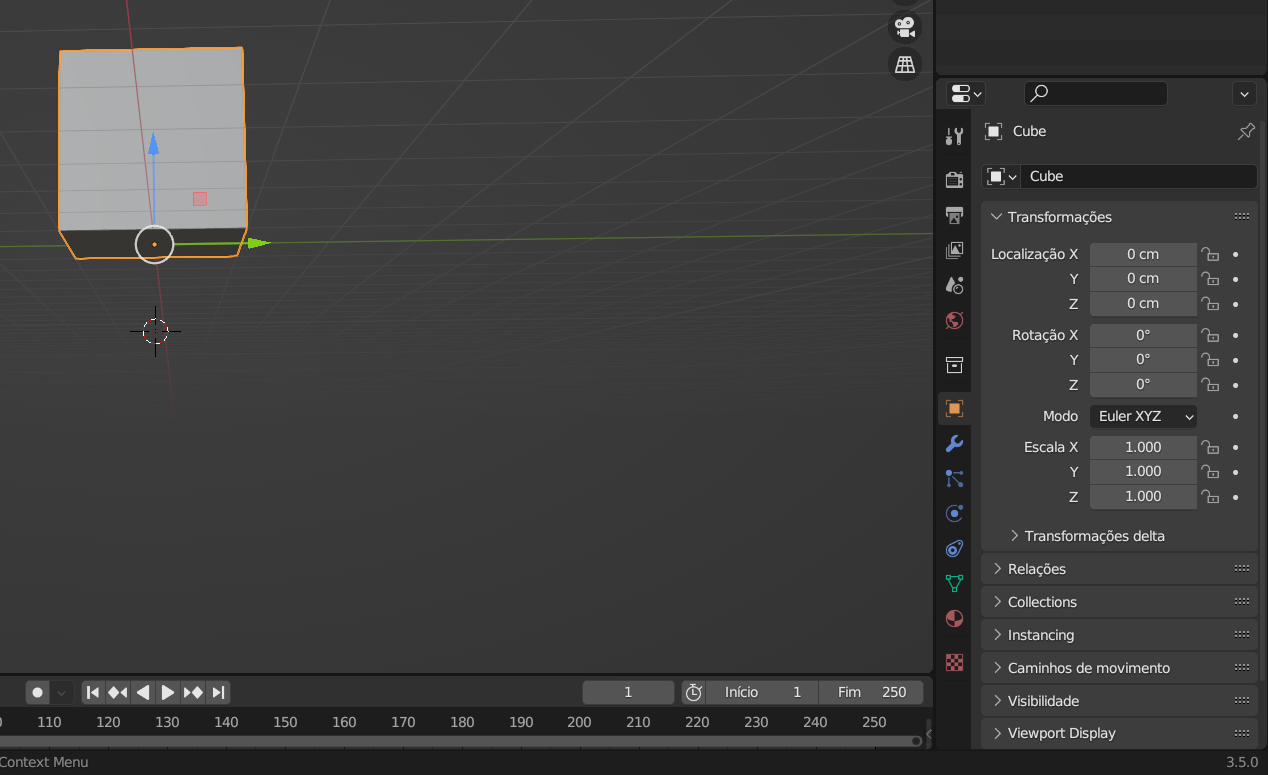 Cube
Cube
Transformações
Localização X 0 cm
Y 0 cm
Z 0 cm
Rotação X 0°
Y 0°
Z 0°
Modo Euler XYZ
Escala X 1.000
Y 1.000
Z 1.000
Transformações delta
Relações
Collections
Instancing
Caminhos de movimento
Visibilidade
Viewport Display
1 Início 1 Fim 250
0 110 120 130 140 150 160 170 180 190 200 210 220 230 240 250
Context Menu 3.5.0